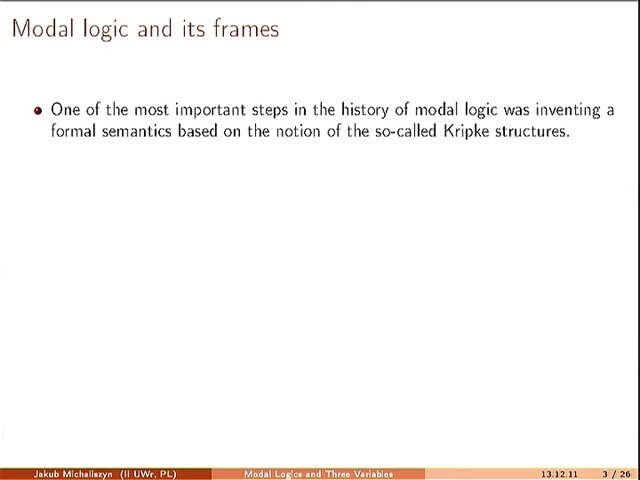 Modal logic and its frames
One of the most important steps in the history of modal logic was inventing a
formal semantics based on the notion of the so-called Kripke structures.
Jakub Michaliszyn (II UWr, PL) Modal Logics and Three Variables 13.12.11 3 / 26